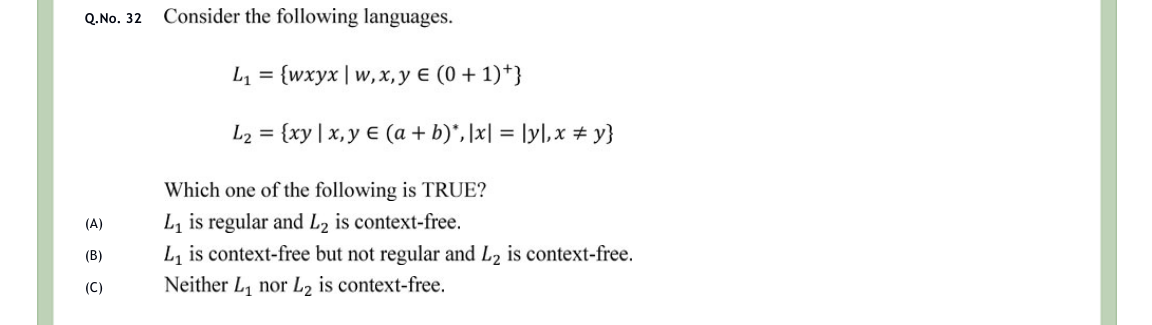 Q.No. 32 Consider the following languages.
L₁ = {wxyx | w, x, y ∈ (0 + 1)⁺}
L₂ = {xy | x, y ∈ (a + b)*, |x| = |y|, x ≠ y}
Which one of the following is TRUE?
(A) L₁ is regular and L₂ is context-free.
(B) L₁ is context-free but not regular and L₂ is context-free.
(C) Neither L₁ nor L₂ is context-free.